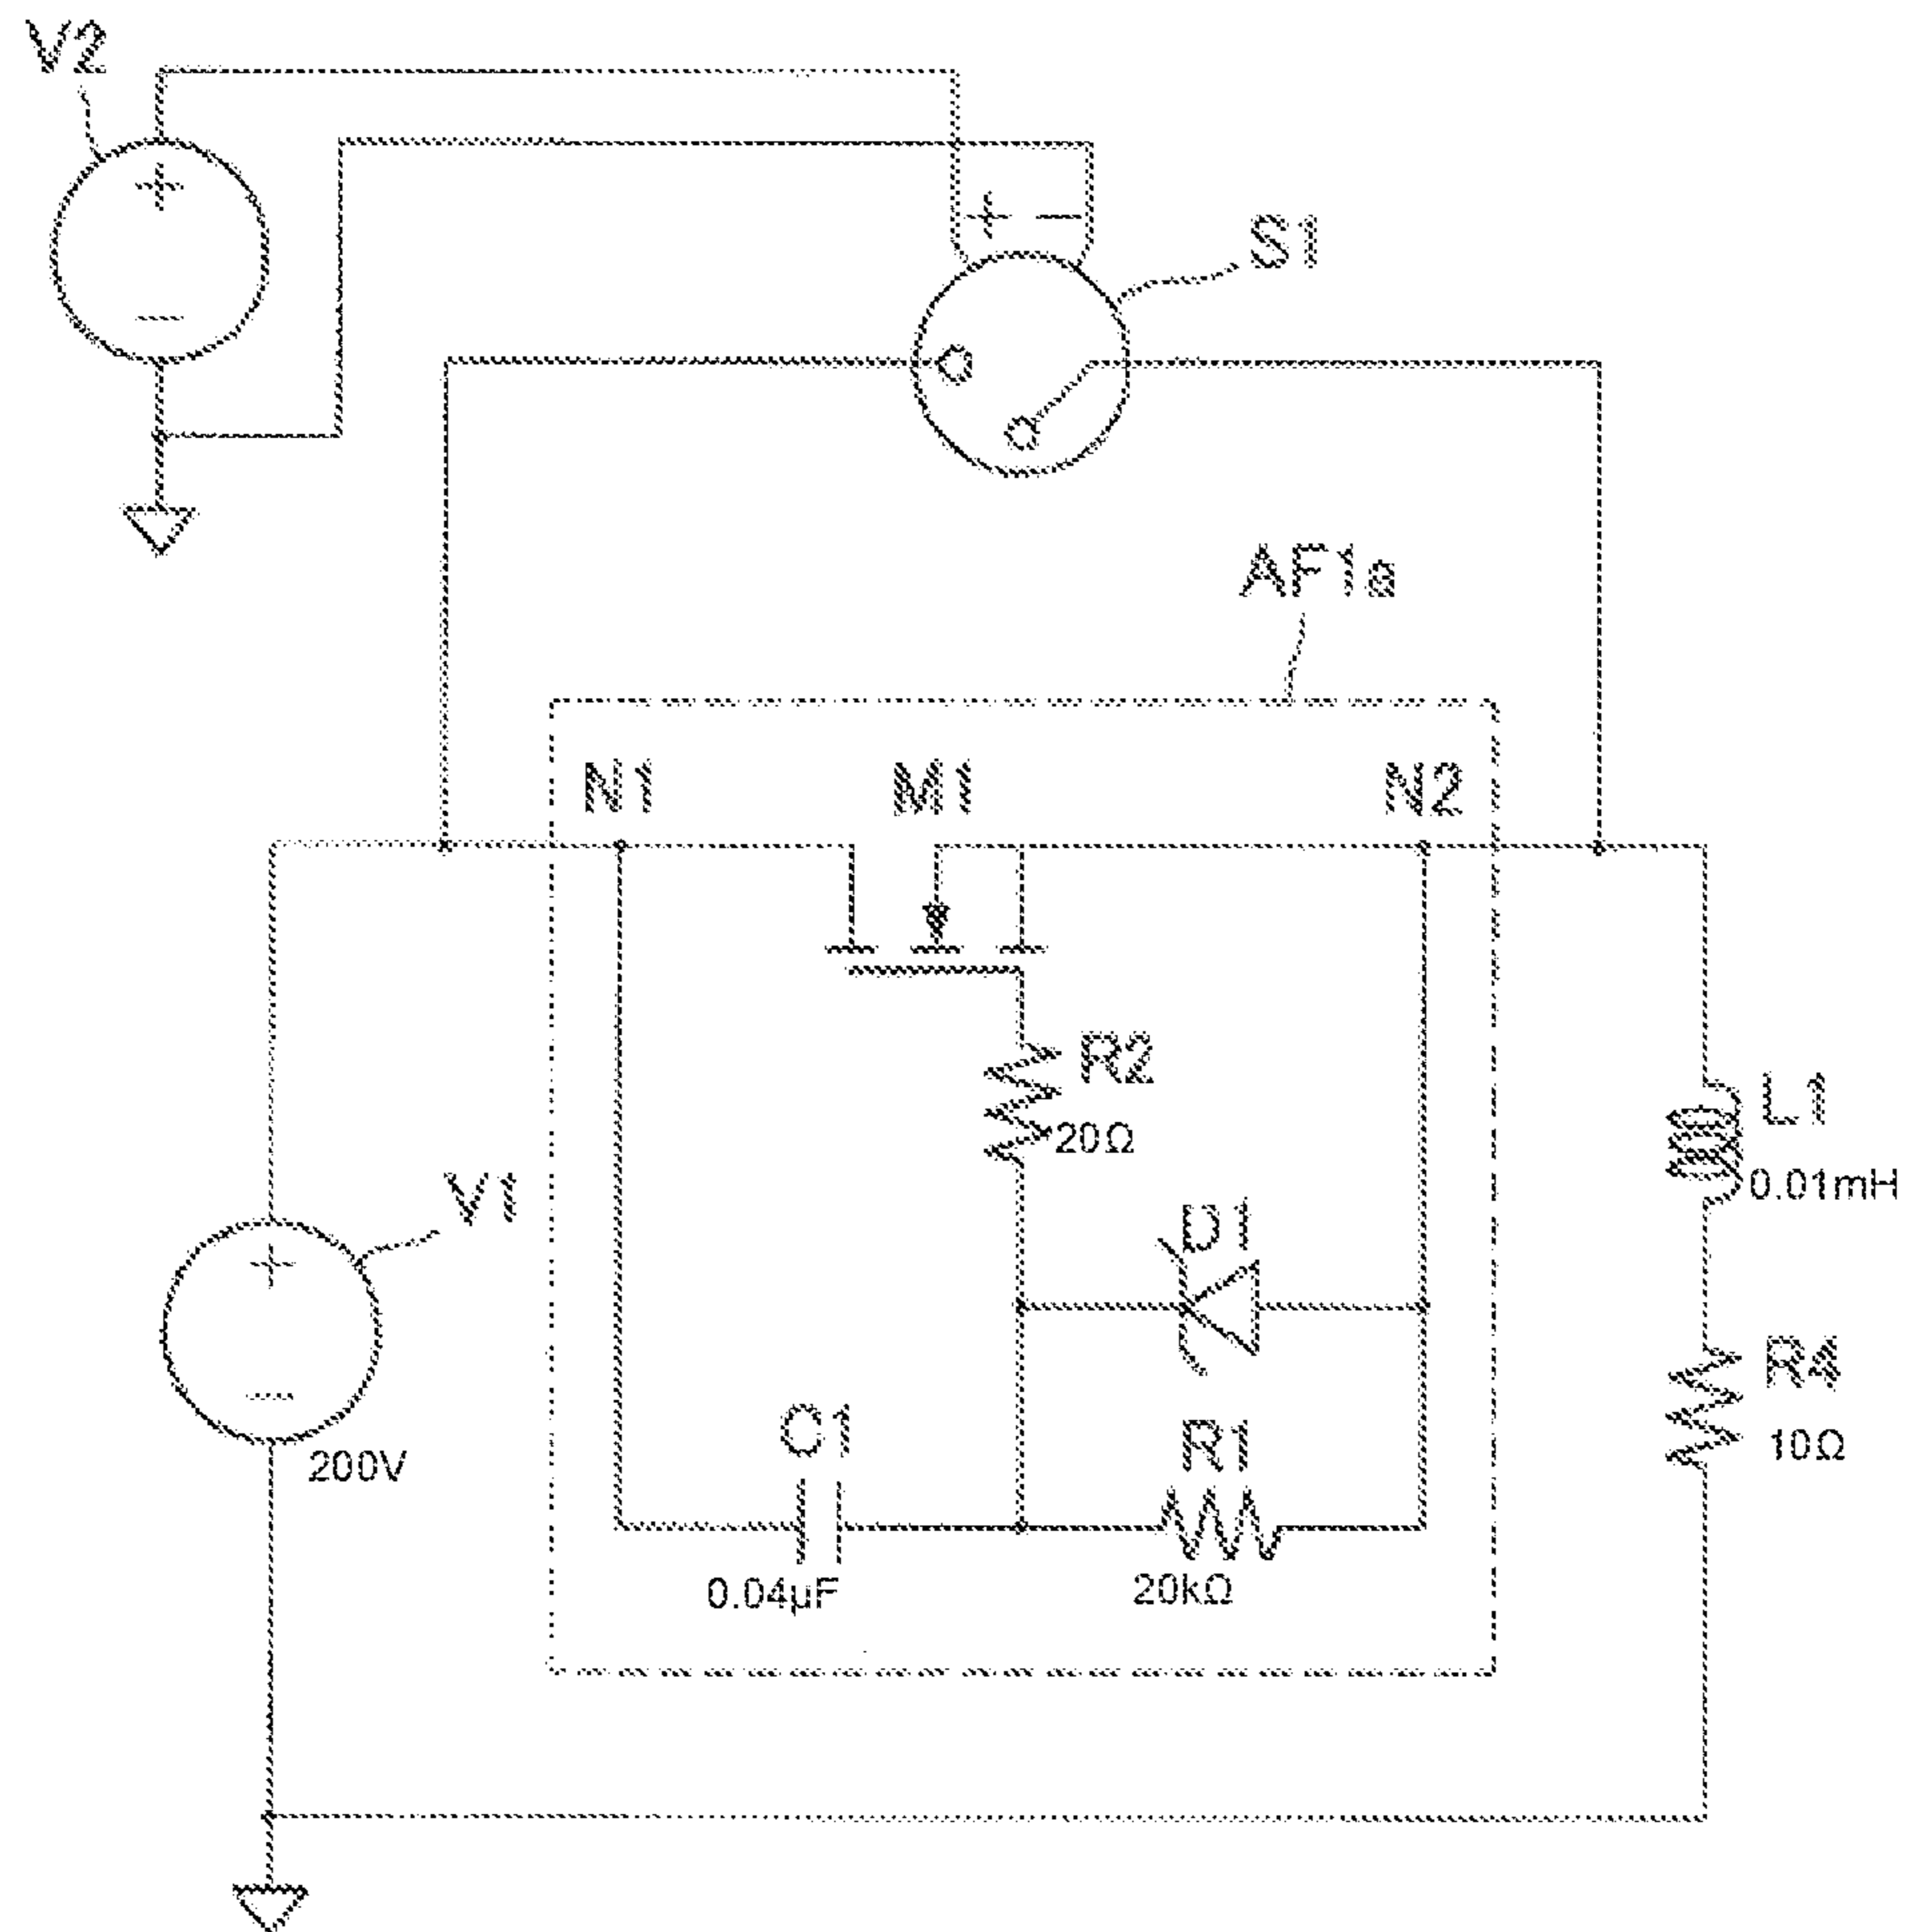 V2
+
−
+ −
S1
AF1a
N1
M1
N2
R2
20Ω
L1
0.01mH
V1
+
−
200V
D1
R4
10Ω
C1
0.04μF
R1
20kΩ